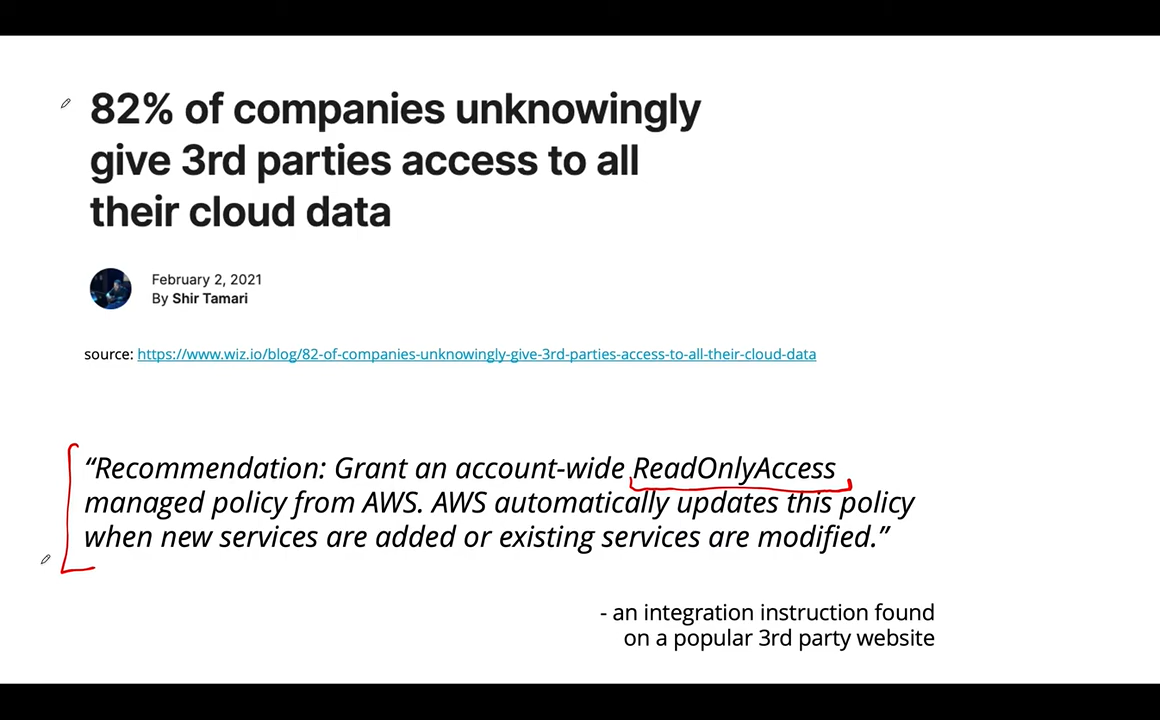 82% of companies unknowingly
give 3rd parties access to all
their cloud data
February 2, 2021
By Shir Tamari
source: https://www.wiz.io/blog/82-of-companies-unknowingly-give-3rd-parties-access-to-all-their-cloud-data
“Recommendation: Grant an account-wide ReadOnlyAccess
managed policy from AWS. AWS automatically updates this policy
when new services are added or existing services are modified.”
- an integration instruction found
on a popular 3rd party website